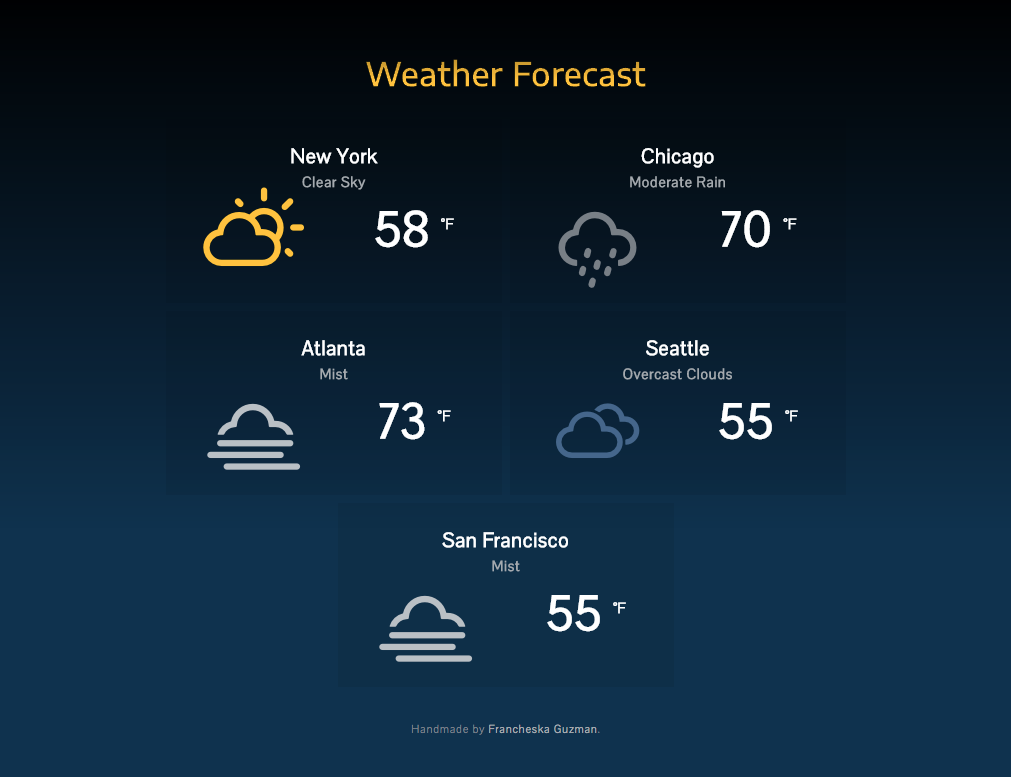 Weather Forecast
New York
Clear Sky
58 °F
Chicago
Moderate Rain
70 °F
Atlanta
Mist
73 °F
Seattle
Overcast Clouds
55 °F
San Francisco
Mist
55 °F
Handmade by Francheska Guzman.